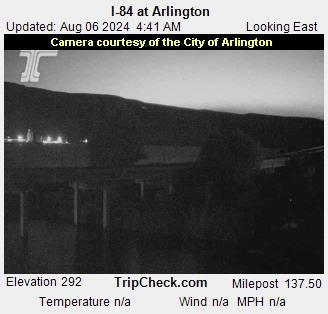 I-84 at Arlington
Updated: Aug 06 2024 4:41 AM Looking East
Camera courtesy of the City of Arlington
Elevation 292 TripCheck.com Milepost 137.50
Temperature n/a Wind n/a MPH n/a